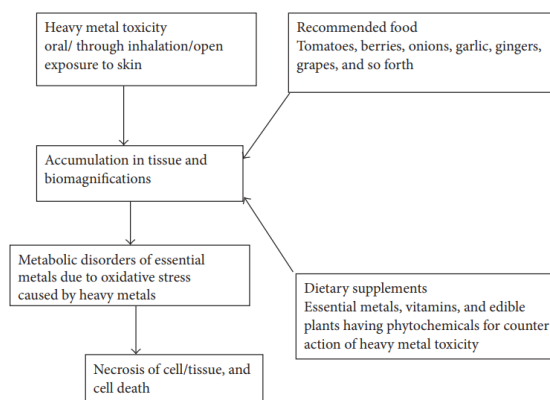 Heavy metal toxicity
oral/ through inhalation/open
exposure to skin
Recommended food
Tomatoes, berries, onions, garlic, gingers,
grapes, and so forth
Accumulation in tissue and
biomagnifications
Metabolic disorders of essential
metals due to oxidative stress
caused by heavy metals
Dietary supplements
Essential metals, vitamins, and edible
plants having phytochemicals for counter
action of heavy metal toxicity
Necrosis of cell/tissue, and
cell death